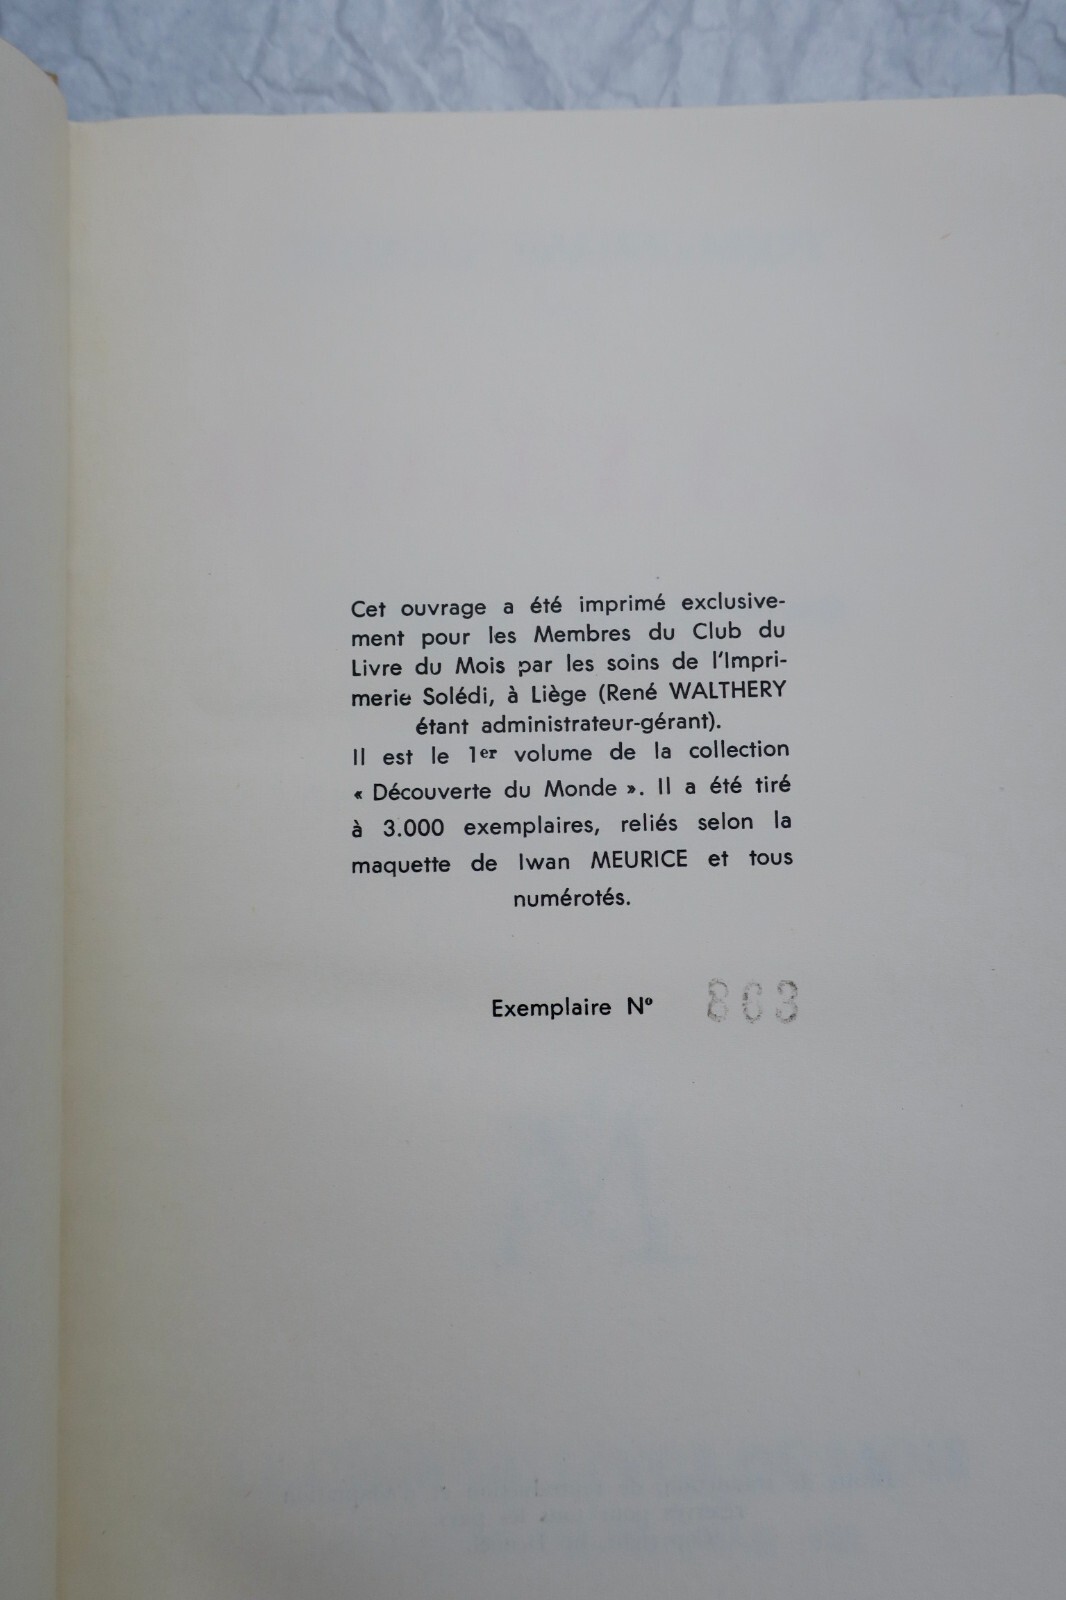 Cet ouvrage a été imprimé exclusive-
ment pour les Membres du Club du
Livre du Mois par les soins de l'Impri-
merie Solédi, à Liège (René WALTHERY
étant administrateur-gérant).
Il est le 1er volume de la collection
« Découverte du Monde ». Il a été tiré
à 3.000 exemplaires, reliés selon la
maquette de Iwan MEURICE et tous
numérotés.
Exemplaire Nº 863